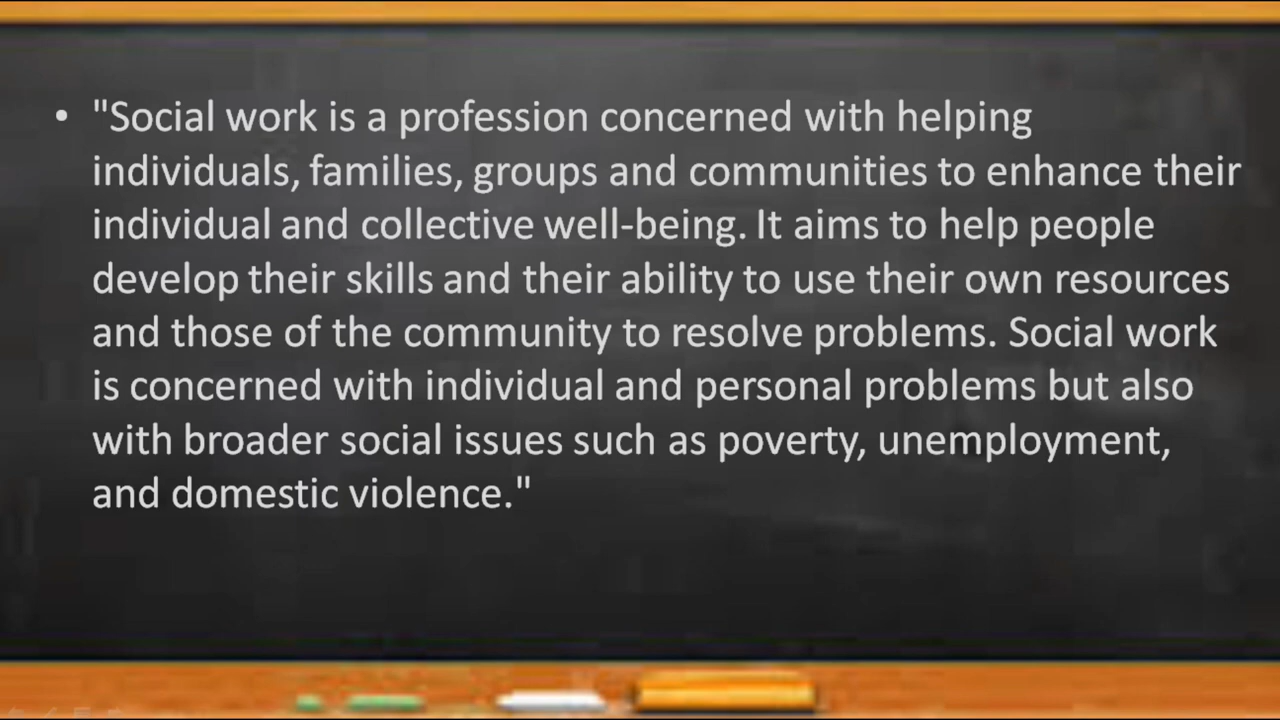 • "Social work is a profession concerned with helping
individuals, families, groups and communities to enhance their
individual and collective well-being. It aims to help people
develop their skills and their ability to use their own resources
and those of the community to resolve problems. Social work
is concerned with individual and personal problems but also
with broader social issues such as poverty, unemployment,
and domestic violence."